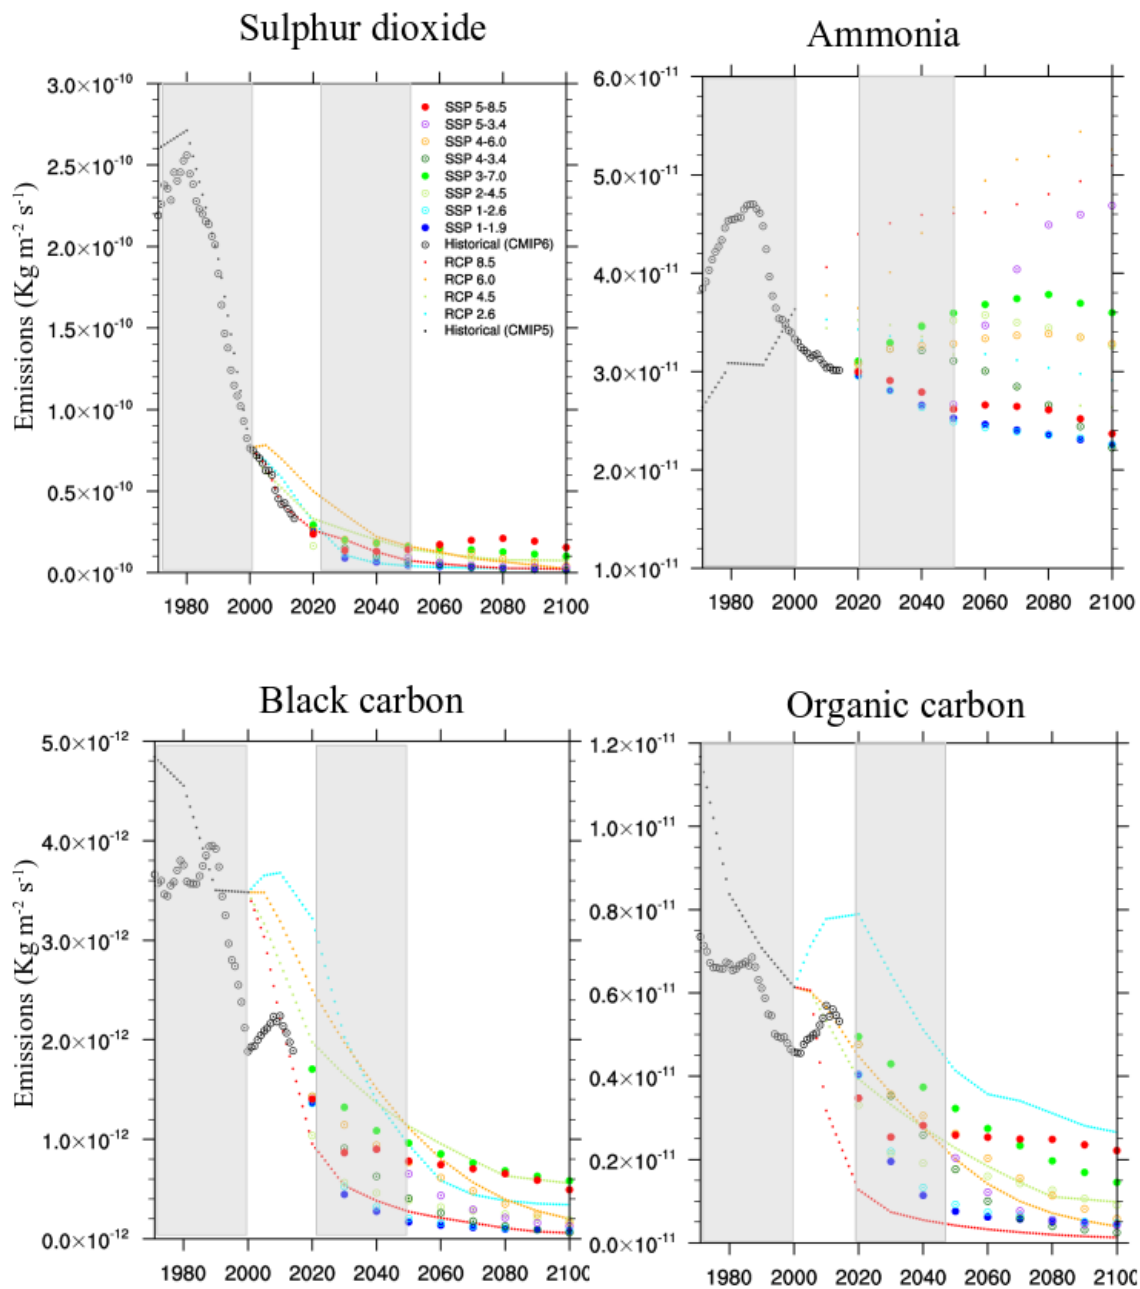 Sulphur dioxide
Emissions (Kg m⁻² s⁻¹)
3.0×10⁻¹⁰
2.5×10⁻¹⁰
2.0×10⁻¹⁰
1.5×10⁻¹⁰
1.0×10⁻¹⁰
0.5×10⁻¹⁰
0.0×10⁻¹⁰
1980 2000 2020 2040 2060 2080 2100
SSP 5-8.5
SSP 5-3.4
SSP 4-6.0
SSP 4-3.4
SSP 3-7.0
SSP 2-4.5
SSP 1-2.6
SSP 1-1.9
Historical (CMIP6)
RCP 8.5
RCP 6.0
RCP 4.5
RCP 2.6
Historical (CMIP5)
Ammonia
6.0×10⁻¹¹
5.0×10⁻¹¹
4.0×10⁻¹¹
3.0×10⁻¹¹
2.0×10⁻¹¹
1.0×10⁻¹¹
1980 2000 2020 2040 2060 2080 2100
Black carbon
Emissions (Kg m⁻² s⁻¹)
5.0×10⁻¹²
4.0×10⁻¹²
3.0×10⁻¹²
2.0×10⁻¹²
1.0×10⁻¹²
0.0×10⁻¹²
1980 2000 2020 2040 2060 2080 2100
Organic carbon
1.2×10⁻¹¹
1.0×10⁻¹¹
0.8×10⁻¹¹
0.6×10⁻¹¹
0.4×10⁻¹¹
0.2×10⁻¹¹
0.0×10⁻¹¹
1980 2000 2020 2040 2060 2080 2100